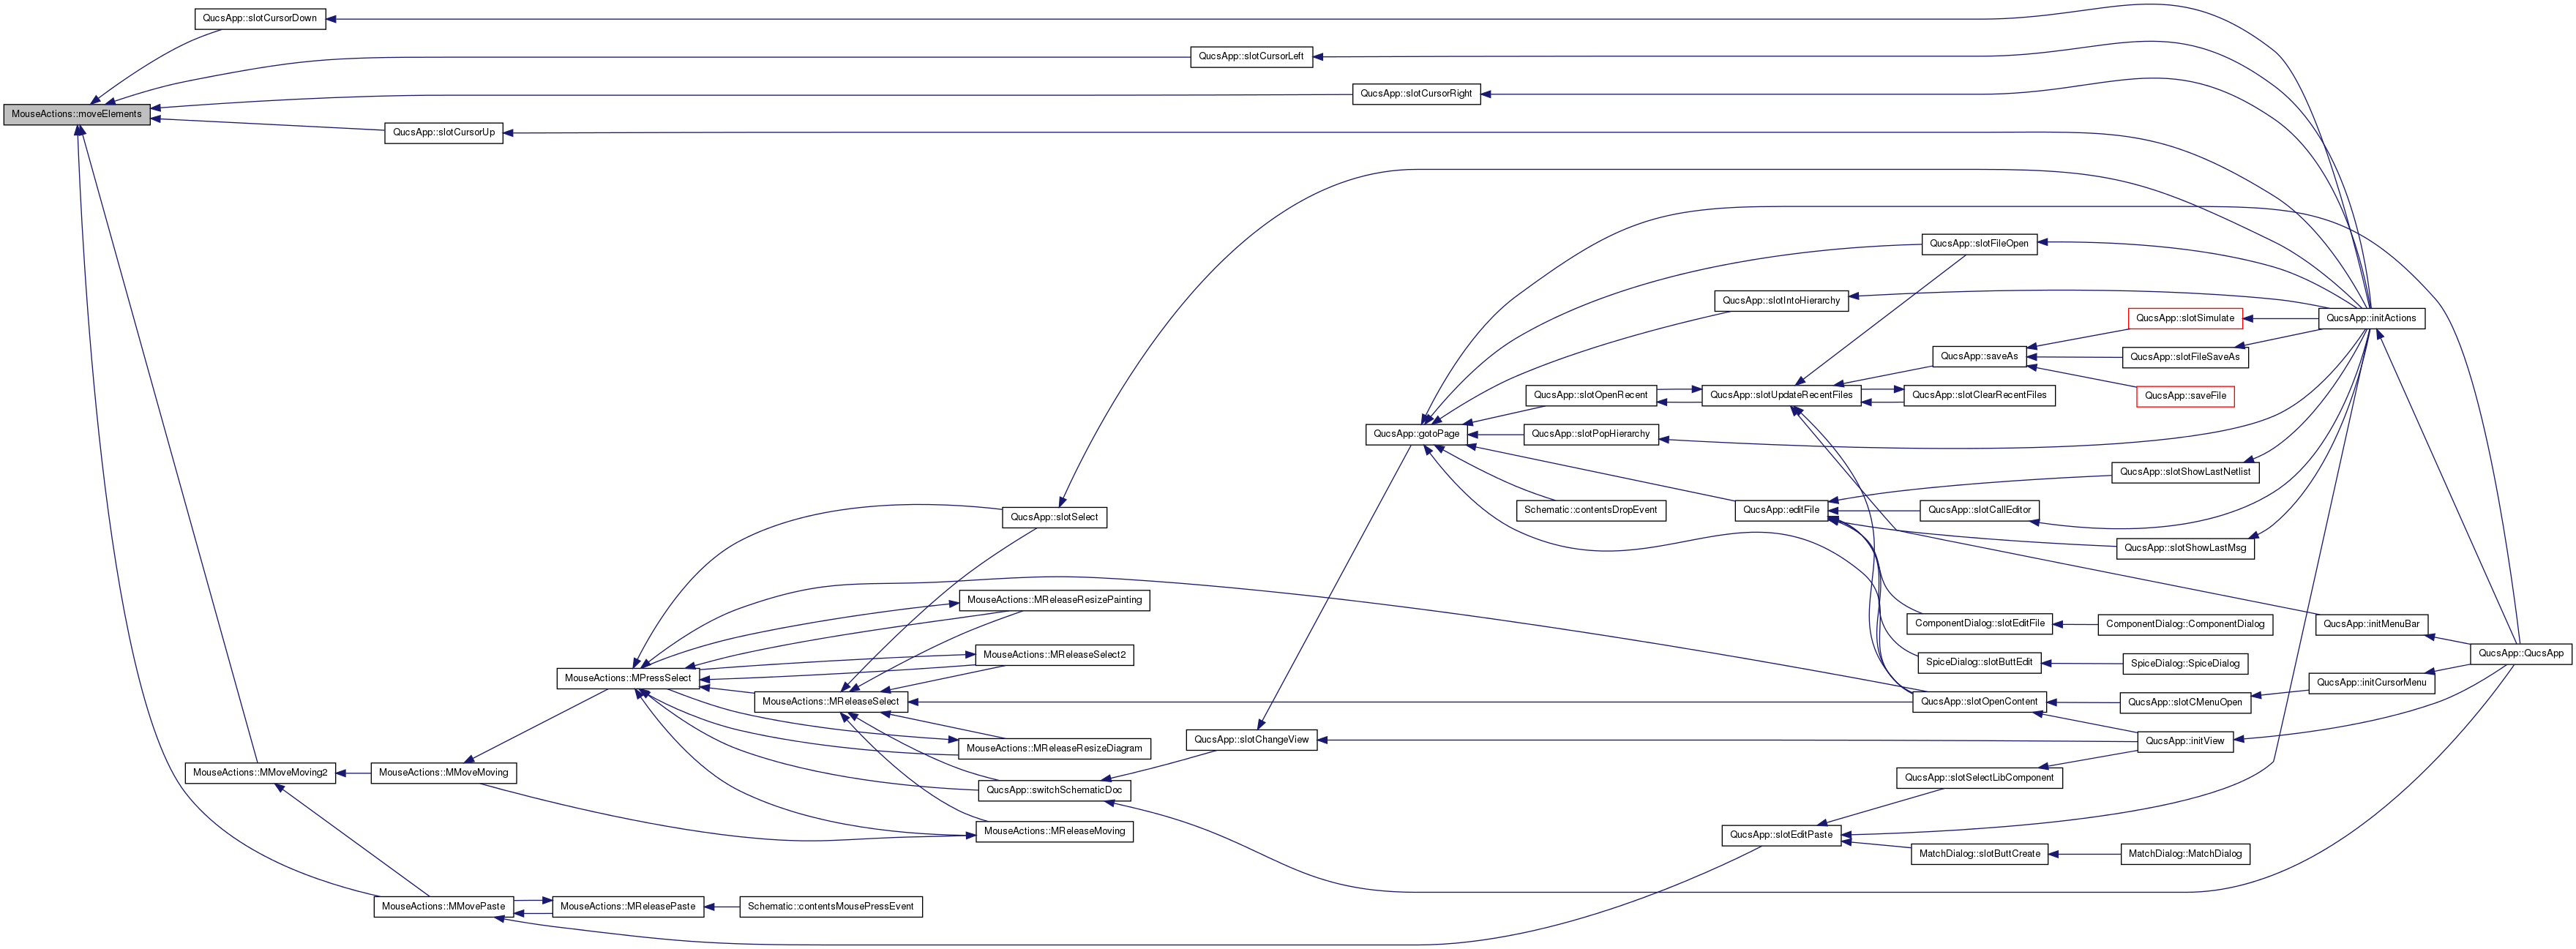 QucsApp::slotCursorDown
QucsApp::slotCursorLeft
QucsApp::slotCursorRight
MouseActions::moveElements
QucsApp::slotCursorUp
QucsApp::slotFileOpen
QucsApp::slotIntoHierarchy
QucsApp::slotSimulate
QucsApp::initActions
QucsApp::saveAs
QucsApp::slotFileSaveAs
QucsApp::slotOpenRecent
QucsApp::slotUpdateRecentFiles
QucsApp::slotClearRecentFiles
QucsApp::saveFile
QucsApp::gotoPage
QucsApp::slotPopHierarchy
QucsApp::slotShowLastNetlist
Schematic::contentsDropEvent
QucsApp::editFile
QucsApp::slotCallEditor
QucsApp::slotSelect
QucsApp::slotShowLastMsg
MouseActions::MReleaseResizePainting
ComponentDialog::slotEditFile
ComponentDialog::ComponentDialog
QucsApp::initMenuBar
MouseActions::MReleaseSelect2
QucsApp::QucsApp
SpiceDialog::slotButtEdit
SpiceDialog::SpiceDialog
MouseActions::MPressSelect
QucsApp::initCursorMenu
MouseActions::MReleaseSelect
QucsApp::slotOpenContent
QucsApp::slotCMenuOpen
QucsApp::slotChangeView
QucsApp::initView
MouseActions::MReleaseResizeDiagram
MouseActions::MMoveMoving2
MouseActions::MMoveMoving
QucsApp::slotSelectLibComponent
QucsApp::switchSchematicDoc
MouseActions::MReleaseMoving
QucsApp::slotEditPaste
MatchDialog::slotButtCreate
MatchDialog::MatchDialog
MouseActions::MMovePaste
MouseActions::MReleasePaste
Schematic::contentsMousePressEvent